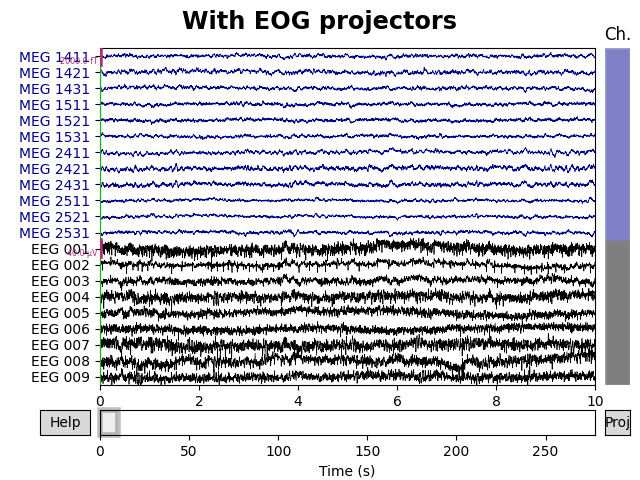 With EOG projectors
Ch.
MEG 1411
MEG 1421
MEG 1431
MEG 1511
MEG 1521
MEG 1531
MEG 2411
MEG 2421
MEG 2431
MEG 2511
MEG 2521
MEG 2531
EEG 001
EEG 002
EEG 003
EEG 004
EEG 005
EEG 006
EEG 007
EEG 008
EEG 009
0 2 4 6 8 10
Help
Proj
0 50 100 150 200 250
Time (s)